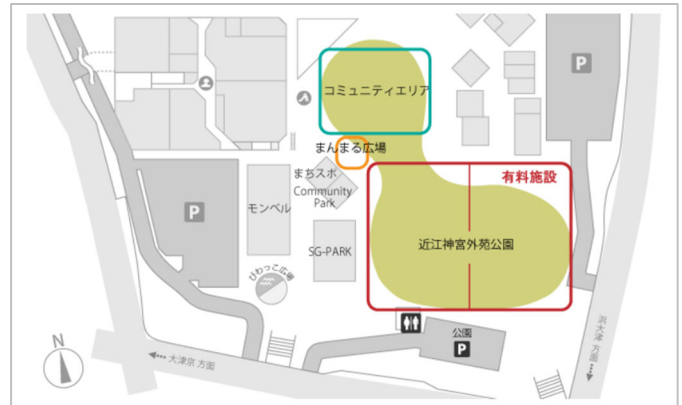 P
コミュニティエリア
まんまる広場
まちスポ
Community
Park
有料施設
P
モンベル
近江神宮外苑公園
SG-PARK
びわっこ広場
公園
P
N
大津京 方面
浜大津 方面